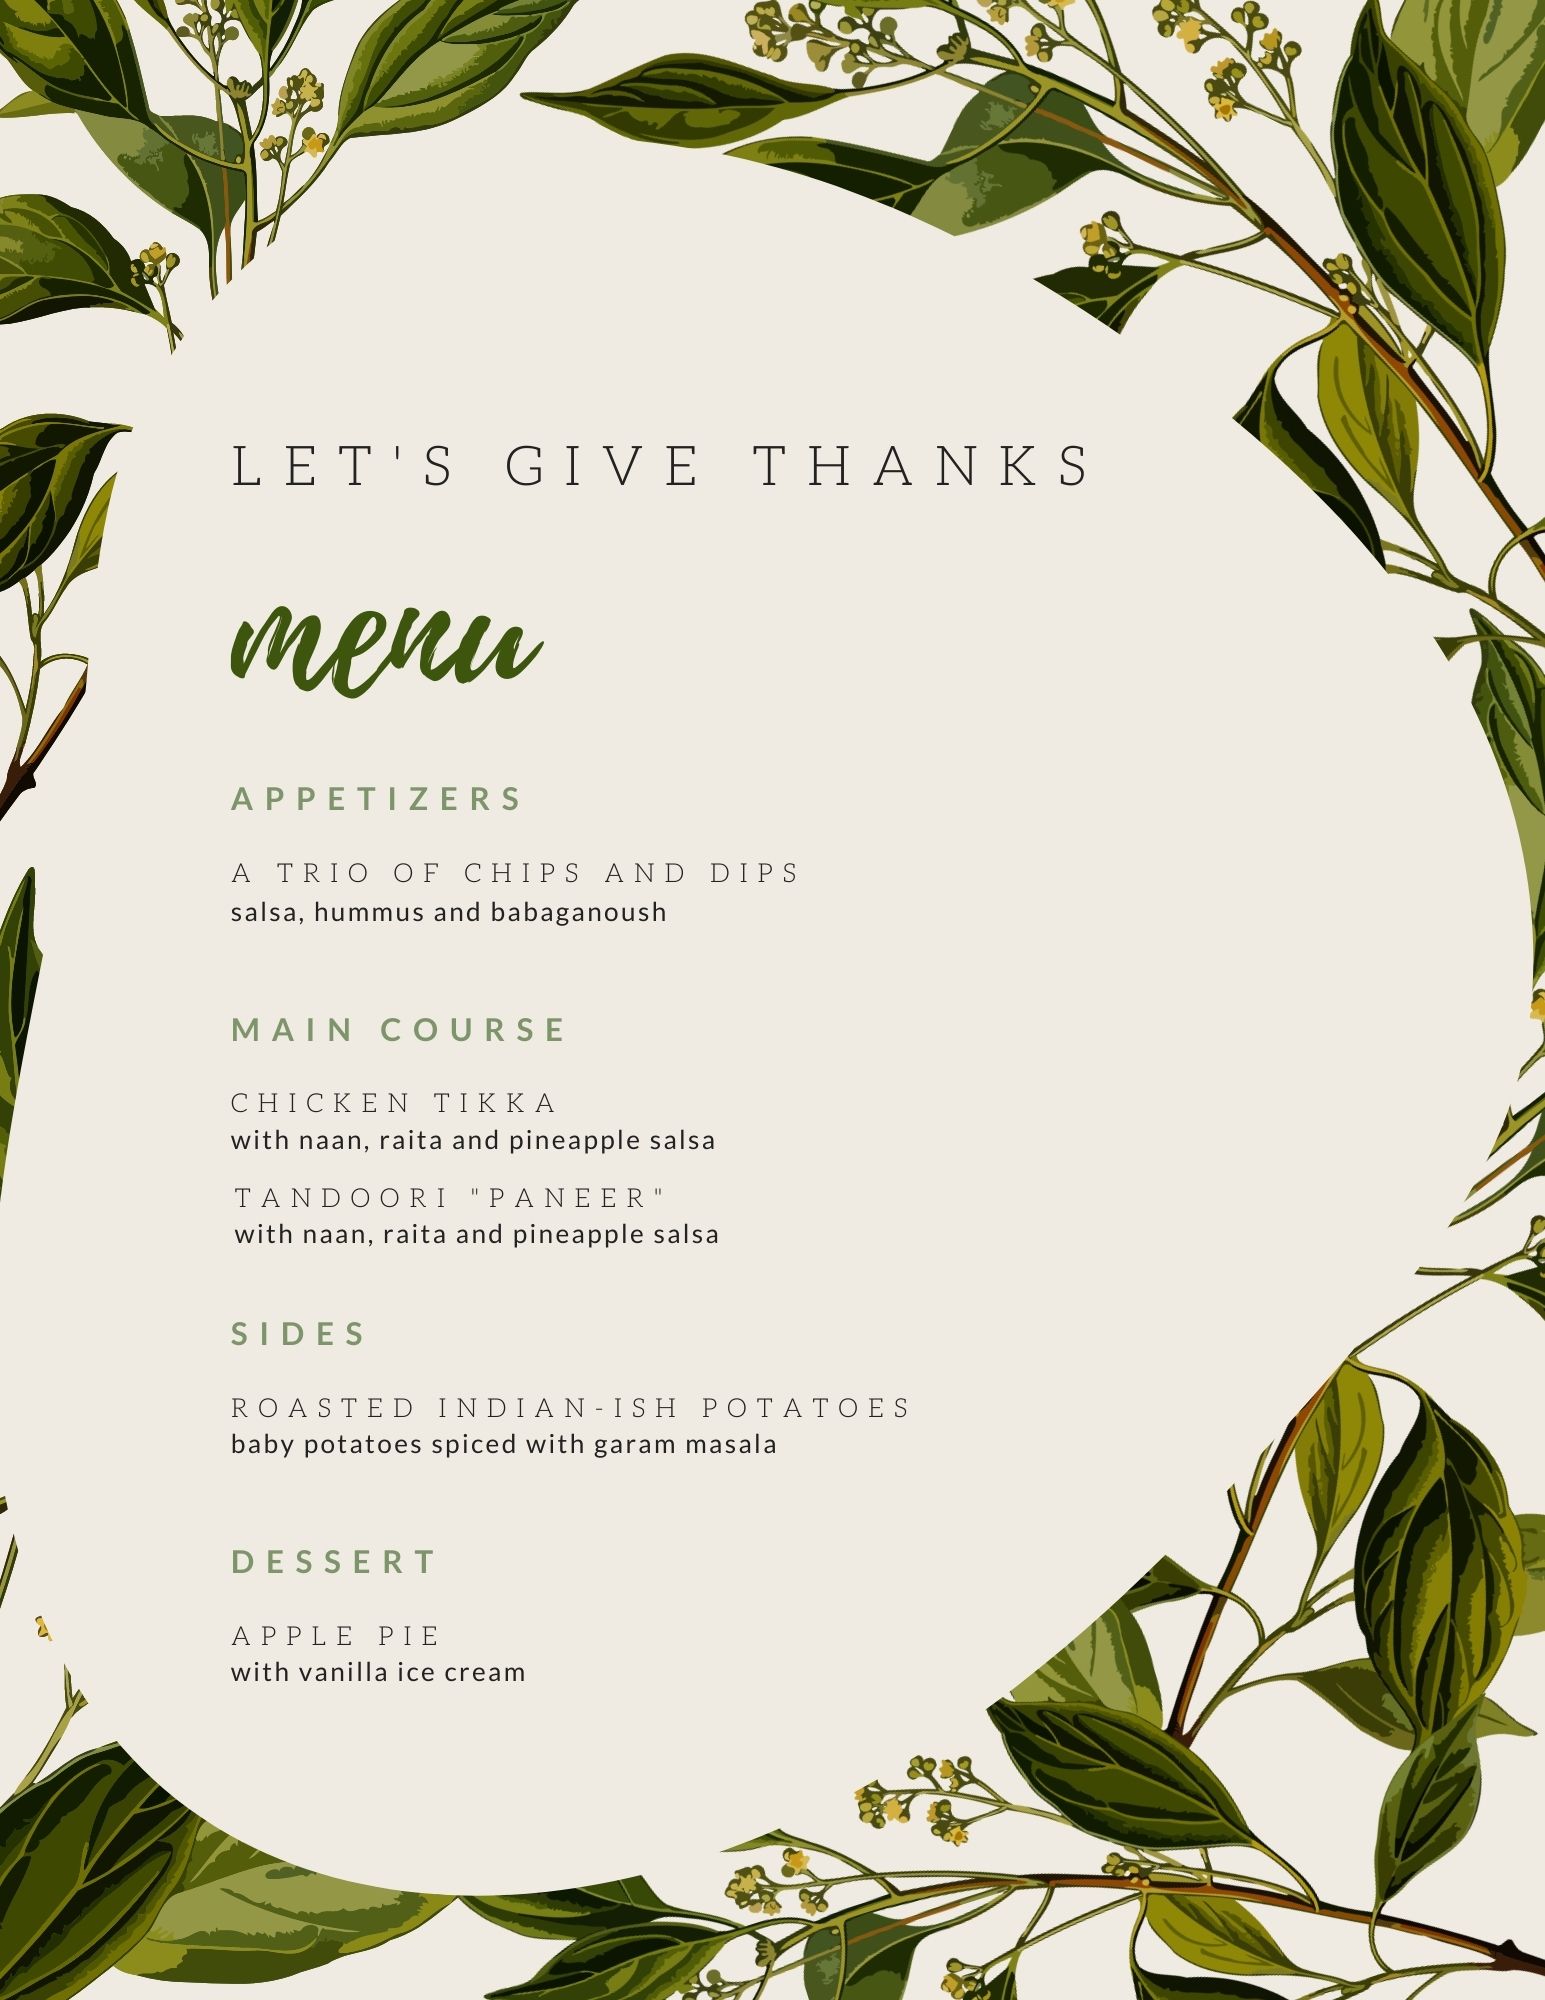 LET'S GIVE THANKS
menu
APPETIZERS
A TRIO OF CHIPS AND DIPS
salsa, hummus and babaganoush
MAIN COURSE
CHICKEN TIKKA
with naan, raita and pineapple salsa
TANDOORI "PANEER"
with naan, raita and pineapple salsa
SIDES
ROASTED INDIAN-ISH POTATOES
baby potatoes spiced with garam masala
DESSERT
APPLE PIE
with vanilla ice cream